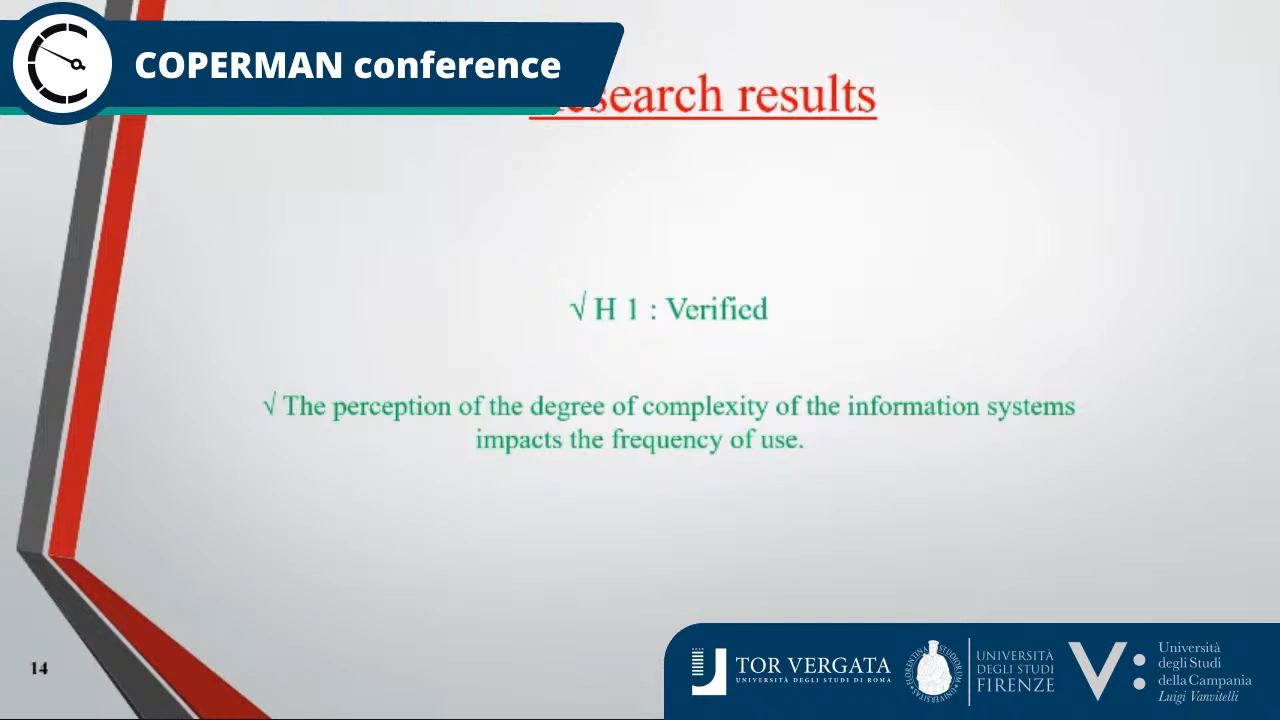 COPERMAN conference
esearch results
√ H 1 : Verified
√ The perception of the degree of complexity of the information systems
impacts the frequency of use.
14
TOR VERGATA
UNIVERSITÀ DEGLI STUDI DI ROMA
UNIVERSITÀ
DEGLI STUDI
FIRENZE
Università
degli Studi
della Campania
Luigi Vanvitelli